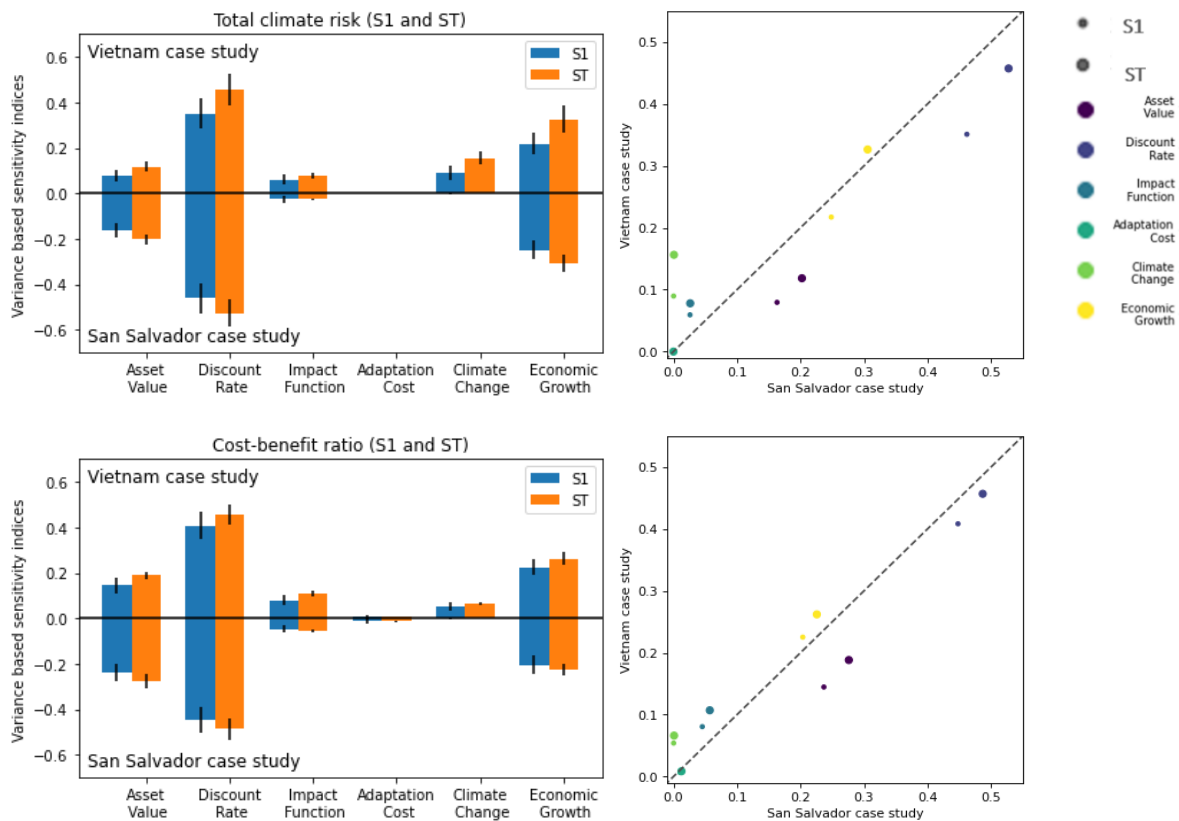 Total climate risk (S1 and ST)
Variance based sensitivity indices
0.6
0.4
0.2
0.0
−0.2
−0.4
−0.6
Vietnam case study
S1
ST
San Salvador case study
Asset
Value
Discount
Rate
Impact
Function
Adaptation
Cost
Climate
Change
Economic
Growth
Vietnam case study
0.5
0.4
0.3
0.2
0.1
0.0
0.0 0.1 0.2 0.3 0.4 0.5
San Salvador case study
S1
ST
Asset
Value
Discount
Rate
Impact
Function
Adaptation
Cost
Climate
Change
Economic
Growth
Cost-benefit ratio (S1 and ST)
Variance based sensitivity indices
0.6
0.4
0.2
0.0
−0.2
−0.4
−0.6
Vietnam case study
S1
ST
San Salvador case study
Asset
Value
Discount
Rate
Impact
Function
Adaptation
Cost
Climate
Change
Economic
Growth
Vietnam case study
0.5
0.4
0.3
0.2
0.1
0.0
0.0 0.1 0.2 0.3 0.4 0.5
San Salvador case study